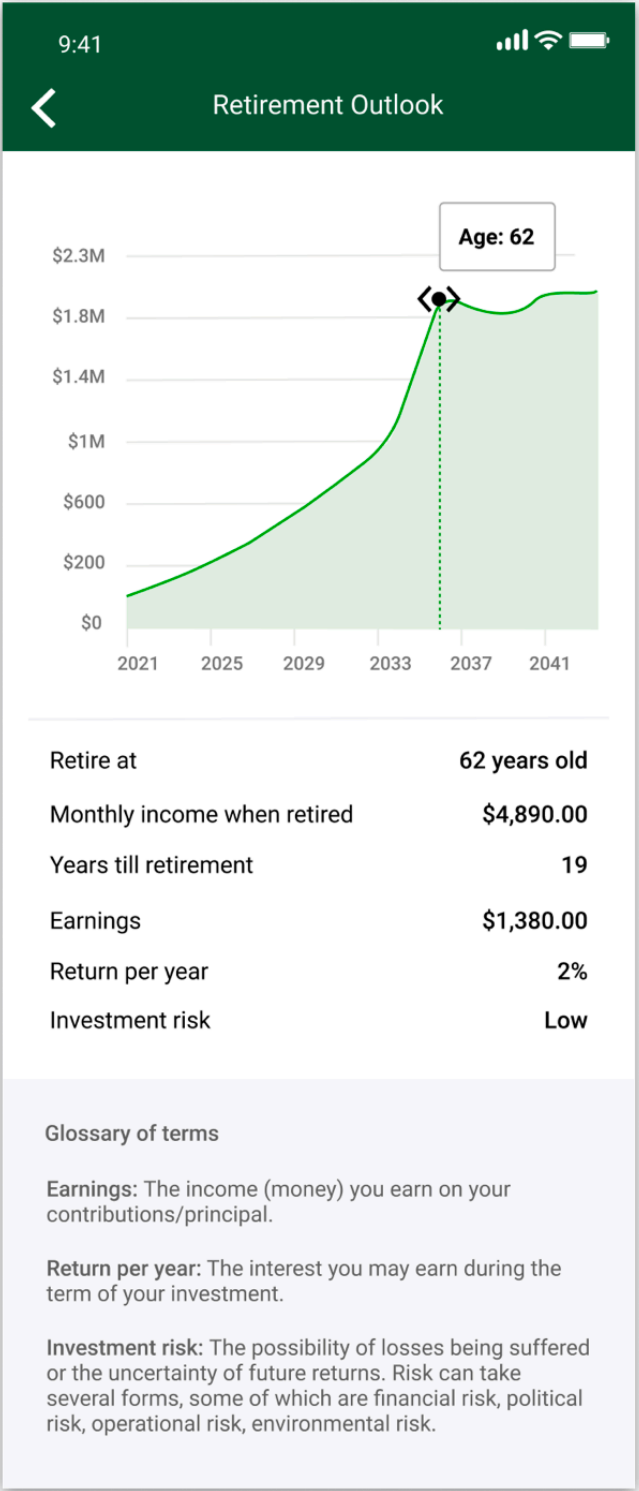 9:41
Retirement Outlook
Age: 62
$2.3M
$1.8M
$1.4M
$1M
$600
$200
$0
2021 2025 2029 2033 2037 2041
Retire at 62 years old
Monthly income when retired $4,890.00
Years till retirement 19
Earnings $1,380.00
Return per year 2%
Investment risk Low
Glossary of terms
Earnings: The income (money) you earn on your
contributions/principal.
Return per year: The interest you may earn during the
term of your investment.
Investment risk: The possibility of losses being suffered
or the uncertainty of future returns. Risk can take
several forms, some of which are financial risk, political
risk, operational risk, environmental risk.